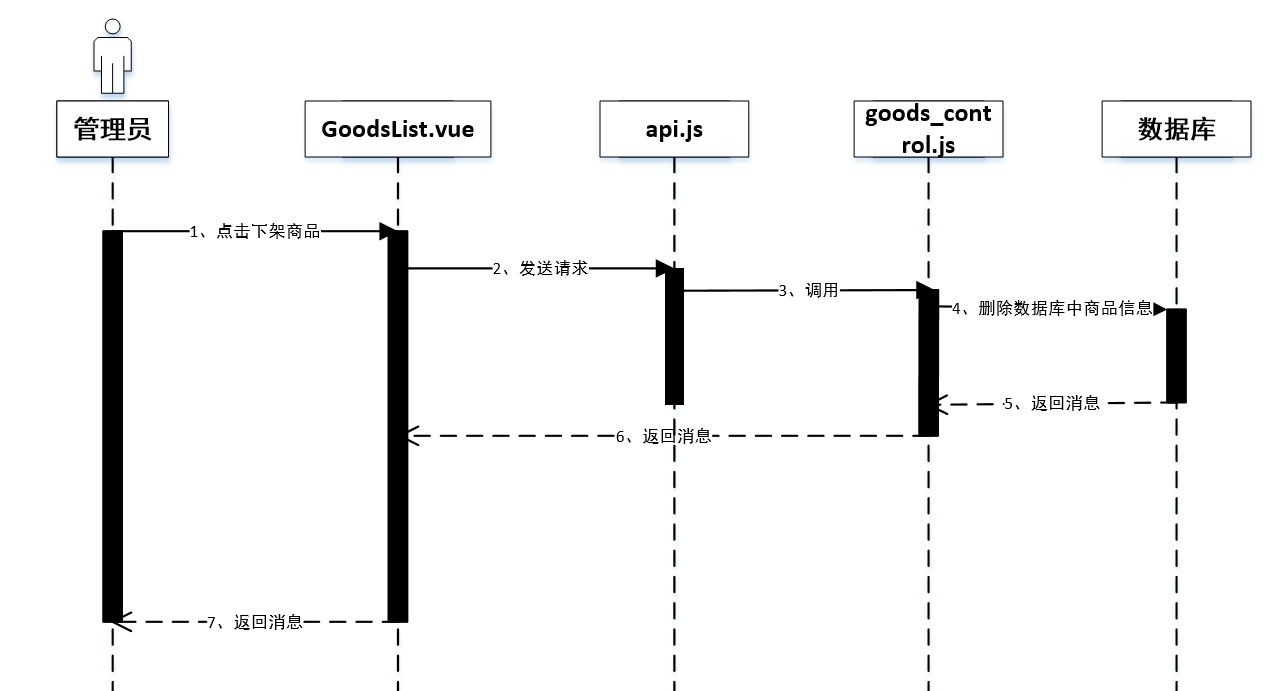 管理员
GoodsList.vue
api.js
goods_cont
rol.js
数据库
1、点击下架商品
2、发送请求
3、调用
4、删除数据库中商品信息
5、返回消息
6、返回消息
7、返回消息